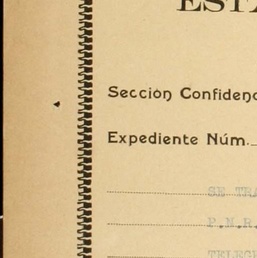 ESTA
Sección Confidenc
Expediente Núm.
SE TRA
P.N.R.
TELEG